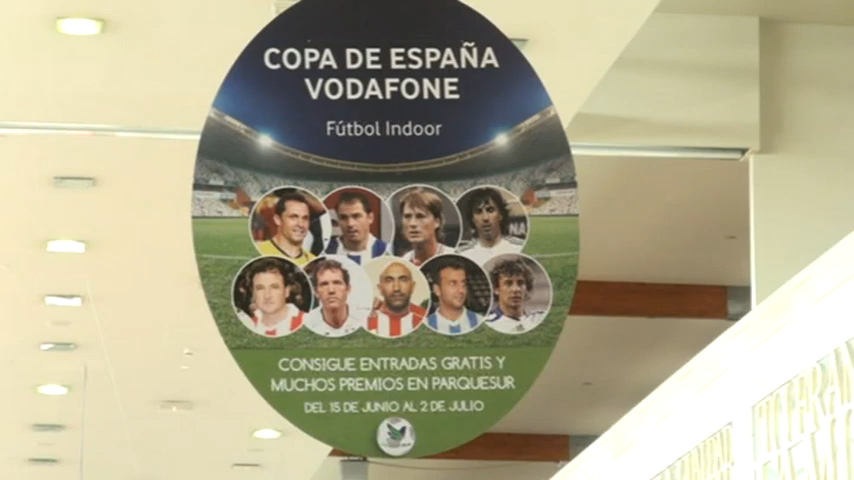 COPA DE ESPAÑA
VODAFONE
Fútbol Indoor
CONSIGUE ENTRADAS GRATIS Y
MUCHOS PREMIOS EN PARQUESUR
DEL 15 DE JUNIO AL 2 DE JULIO